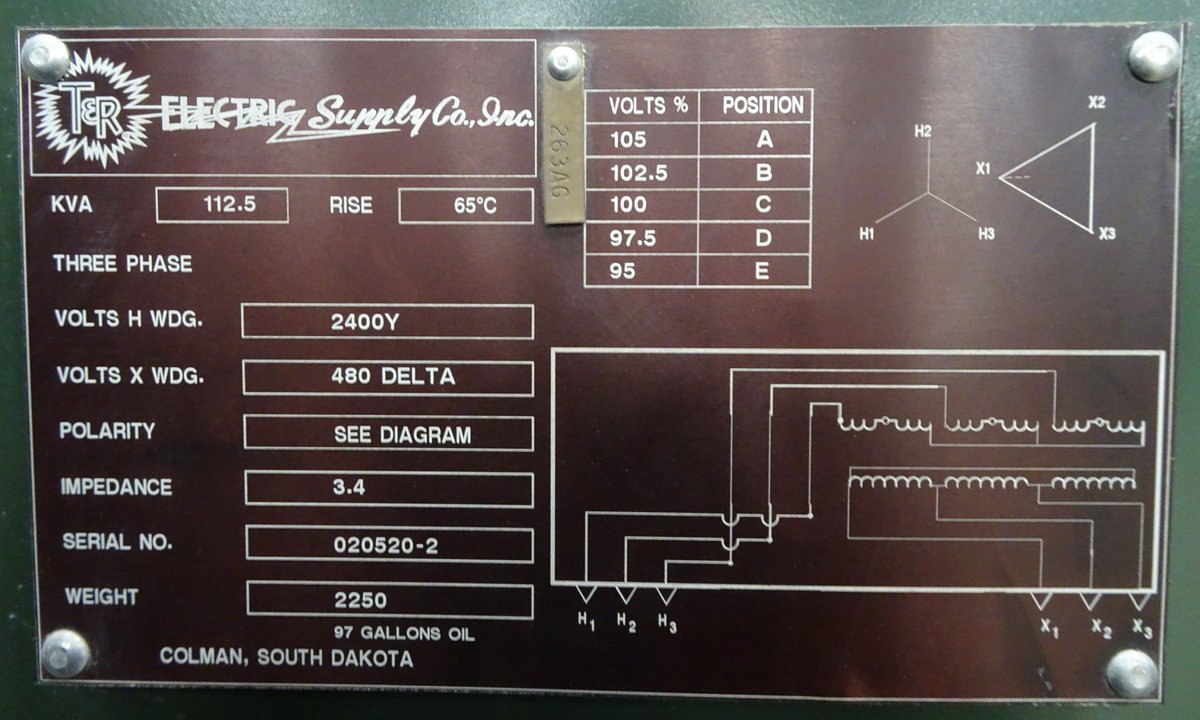 T&R ELECTRIC Supply Co., Inc.
263AG
KVA 112.5 RISE 65°C
THREE PHASE
VOLTS H WDG. 2400Y
VOLTS X WDG. 480 DELTA
POLARITY SEE DIAGRAM
IMPEDANCE 3.4
SERIAL NO. 020520-2
WEIGHT 2250
97 GALLONS OIL
COLMAN, SOUTH DAKOTA
VOLTS % POSITION
105 A
102.5 B
100 C
97.5 D
95 E
H2
H1 H3
X2
X1
X3
H1 H2 H3 X1 X2 X3